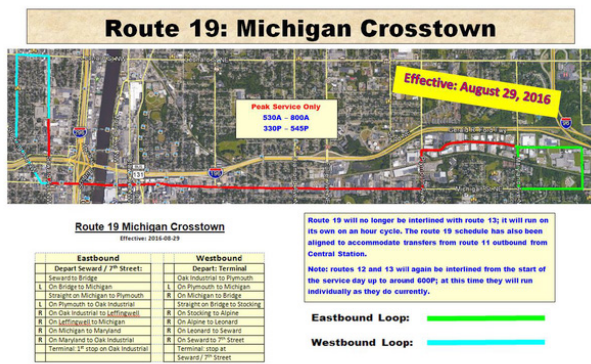 Route 19: Michigan Crosstown
Effective: August 29, 2016
Peak Service Only
530A – 800A
330P – 545P
196
131
96
Route 19 Michigan Crosstown
Effective: 2016-08-29
Eastbound
Westbound
Depart Seward / 7th Street:
Depart: Terminal
Seward to Bridge
Oak Industrial to Plymouth
L On Bridge to Michigan
L On Plymouth to Michigan
Straight on Michigan to Plymouth
R On Michigan to Bridge
L On Plymouth to Oak Industrial
Straight on Bridge to Stocking
R On Oak Industrial to Leffingwell
R On Stocking to Alpine
R On Leffingwell to Michigan
R On Alpine to Leonard
R On Michigan to Maryland
R On Leonard to Seward
R On Maryland to Oak Industrial
R On Seward to 7th Street
Terminal: 1st stop on Oak Industrial
Terminal: stop at
Seward / 7th Street
Route 19 will no longer be interlined with route 13; it will run on
its own on an hour cycle. The route 19 schedule has also been
aligned to accommodate transfers from route 11 outbound from
Central Station.
Note: routes 12 and 13 will again be interlined from the start of
the service day up to around 600P; at this time they will run
individually as they do currently.
Eastbound Loop:
Westbound Loop: